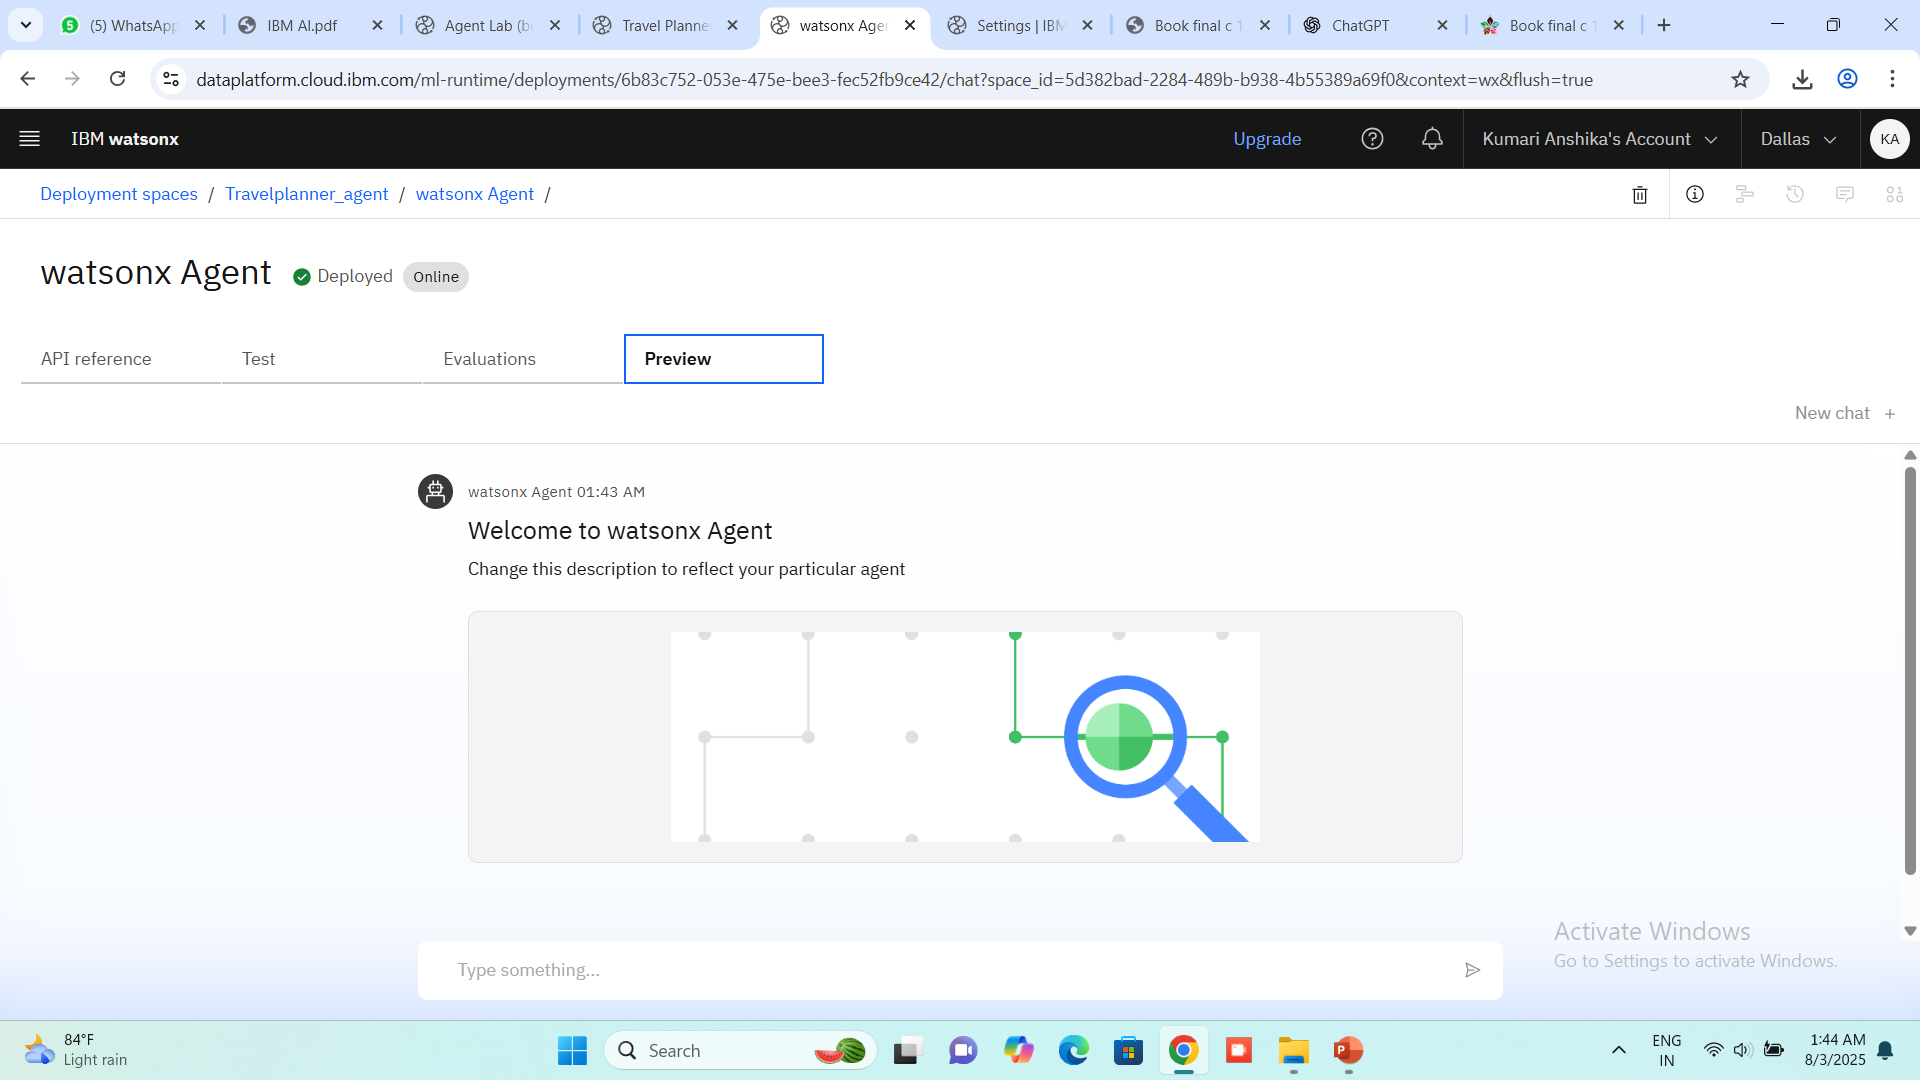 (5) WhatsApp
IBM AI.pdf
Agent Lab (be
Travel Planne
watsonx Agen
Settings | IBM
Book final c 1
ChatGPT
Book final c 1
dataplatform.cloud.ibm.com/ml-runtime/deployments/6b83c752-053e-475e-bee3-fec52fb9ce42/chat?space_id=5d382bad-2284-489b-b938-4b55389a69f0&context=wx&flush=true
IBM watsonx
Upgrade
Kumari Anshika's Account
Dallas
KA
Deployment spaces / Travelplanner_agent / watsonx Agent /
watsonx Agent
Deployed
Online
API reference
Test
Evaluations
Preview
New chat +
watsonx Agent 01:43 AM
Welcome to watsonx Agent
Change this description to reflect your particular agent
Type something...
Activate Windows
Go to Settings to activate Windows.
84°F
Light rain
Search
ENG
IN
1:44 AM
8/3/2025